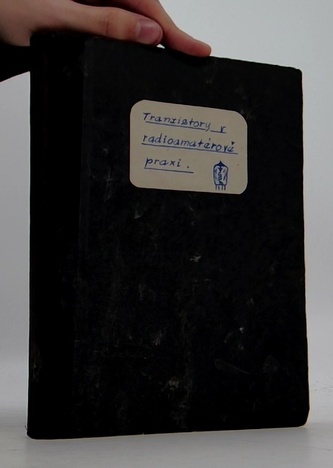 Tranzistory v
radioamatérové
praxi.